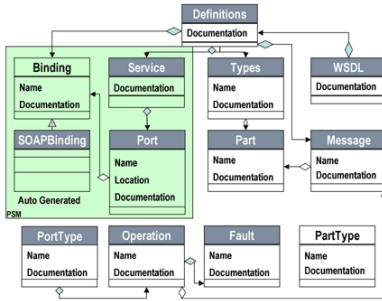 Definitions
Documentation
Binding
Name
Documentation
Service
Documentation
Types
Name
Documentation
WSDL
Documentation
SOAPBinding
Auto Generated
PSM
Port
Name
Location
Documentation
Part
Name
Documentation
Message
Name
Documentation
PortType
Name
Documentation
Operation
Name
Documentation
Fault
Name
Documentation
PartType
Name
Documentation